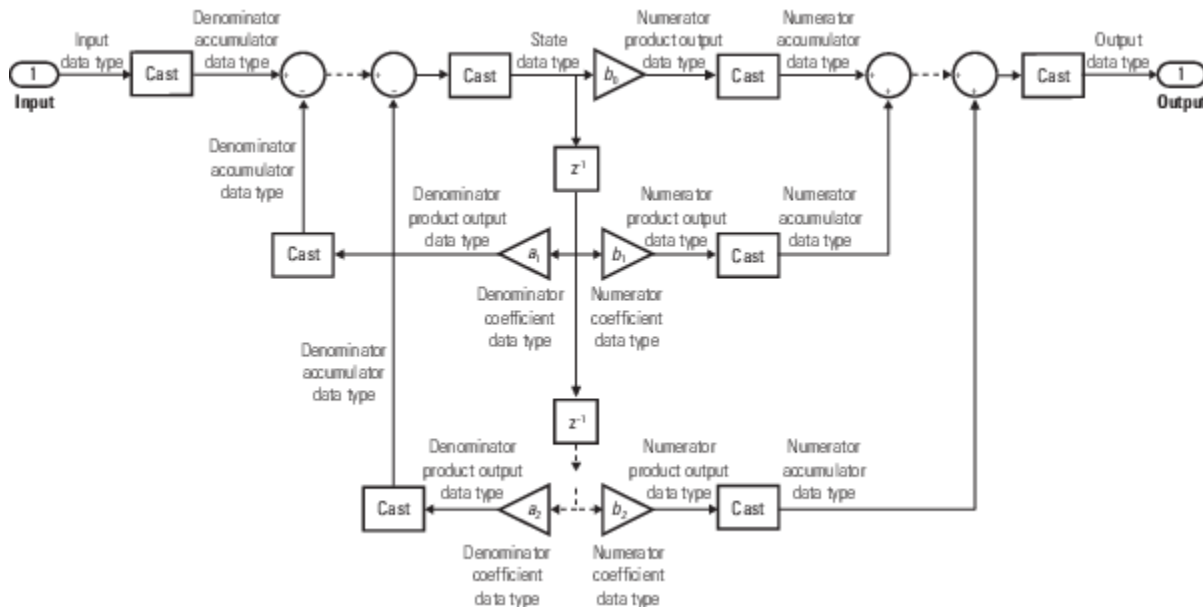 Input
data type
Denominator
accumulator
data type
State
data type
Numerator
product output
data type
Numerator
accumulator
data type
Output
data type
1
Input
Cast
+
−
+
−
Cast
b0
Cast
+
+
+
+
Cast
1
Output
Denominator
accumulator
data type
z-1
Denominator
product output
data type
Numerator
product output
data type
Numerator
accumulator
data type
Cast
a1
b1
Cast
Denominator
coefficient
data type
Numerator
coefficient
data type
Denominator
accumulator
data type
z-1
Denominator
product output
data type
Numerator
product output
data type
Numerator
accumulator
data type
Cast
a2
b2
Cast
Denominator
coefficient
data type
Numerator
coefficient
data type